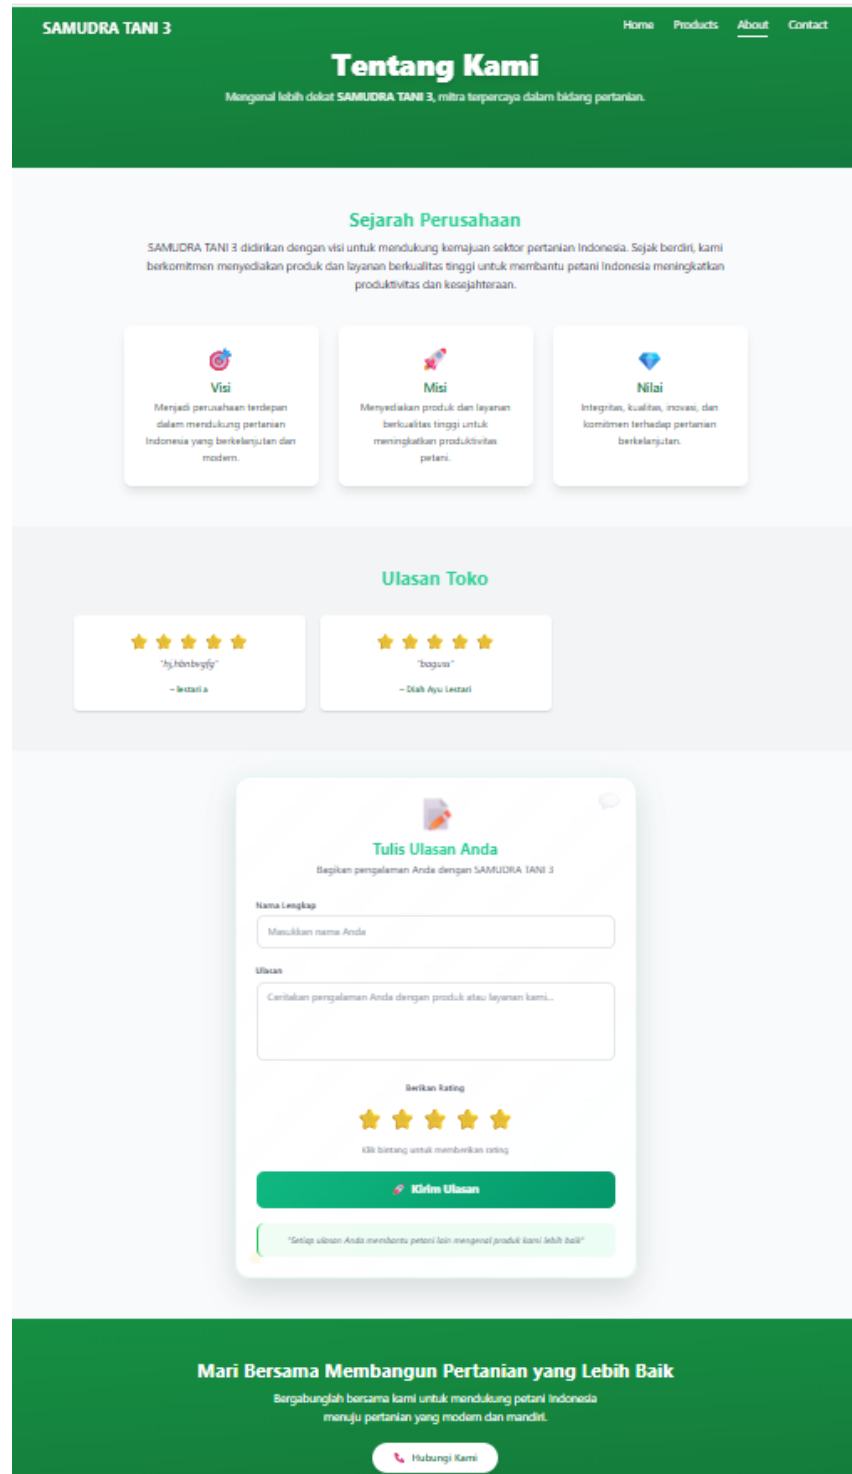 SAMUDRA TANI 3
Home Products About Contact
Tentang Kami
Mengenal lebih dekat SAMUDRA TANI 3, mitra terpercaya dalam bidang pertanian.
Sejarah Perusahaan
SAMUDRA TANI 3 didirikan dengan visi untuk mendukung kemajuan sektor pertanian Indonesia. Sejak berdiri, kami
berkomitmen menyediakan produk dan layanan berkualitas tinggi untuk membantu petani Indonesia meningkatkan
produktivitas dan kesejahteraan.
Visi
Menjadi perusahaan terdepan
dalam mendukung pertanian
Indonesia yang berkelanjutan dan
modern.
Misi
Menyediakan produk dan layanan
berkualitas tinggi untuk
meningkatkan produktivitas
petani.
Nilai
Integritas, kualitas, inovasi, dan
komitmen terhadap pertanian
berkelanjutan.
Ulasan Toko
– lestari a
"baguss"
– Diah Ayu Lestari
Tulis Ulasan Anda
Bagikan pengalaman Anda dengan SAMUDRA TANI 3
Nama Lengkap
Masukkan nama Anda
Ulasan
Ceritakan pengalaman Anda dengan produk atau layanan kami...
Berikan Rating
Klik bintang untuk memberikan rating
Kirim Ulasan
"Setiap ulasan Anda membantu petani lain mengenal produk kami lebih baik"
Mari Bersama Membangun Pertanian yang Lebih Baik
Bergabunglah bersama kami untuk mendukung petani Indonesia
menuju pertanian yang modern dan mandiri.
Hubungi Kami